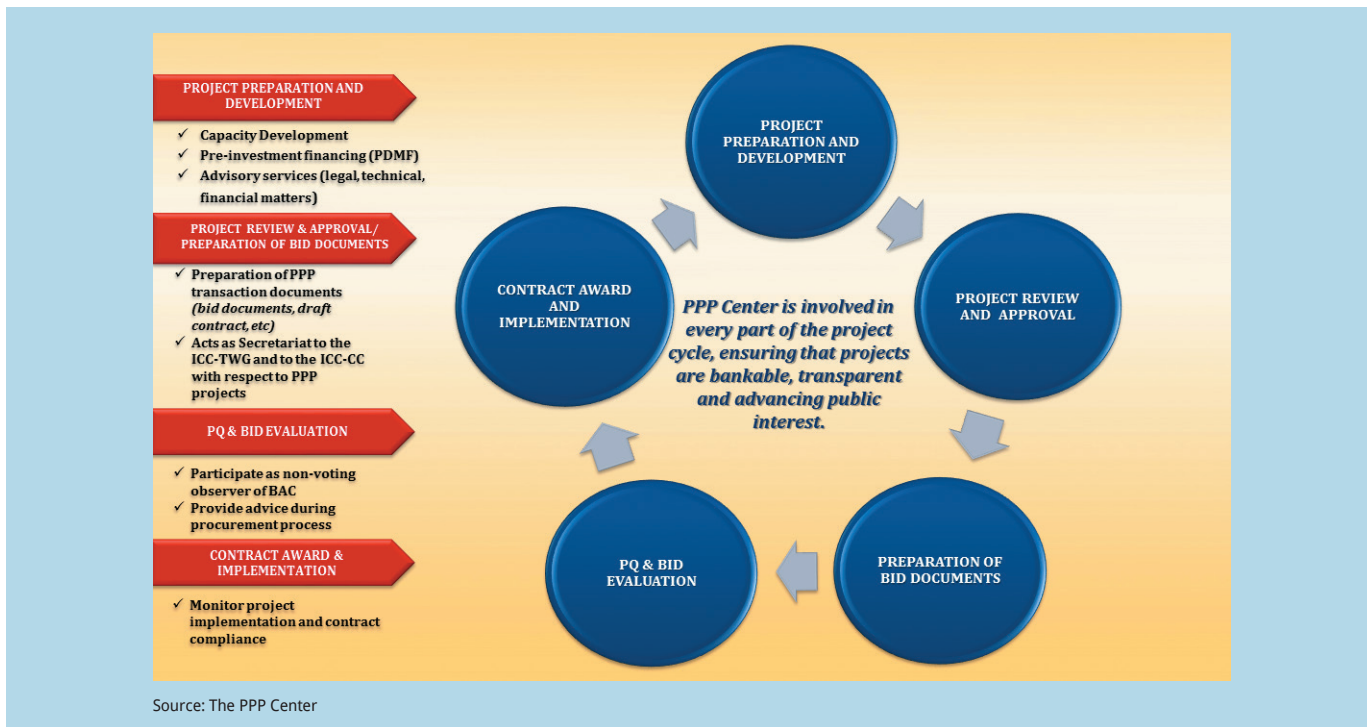 PROJECT PREPARATION AND
DEVELOPMENT
✓ Capacity Development
✓ Pre-investment financing (PDMF)
✓ Advisory services (legal, technical,
financial matters)
PROJECT REVIEW & APPROVAL/
PREPARATION OF BID DOCUMENTS
✓ Preparation of PPP
transaction documents
(bid documents, draft
contract, etc)
✓ Acts as Secretariat to the
ICC-TWG and to the ICC-CC
with respect to PPP
projects
PQ & BID EVALUATION
✓ Participate as non-voting
observer of BAC
✓ Provide advice during
procurement process
CONTRACT AWARD &
IMPLEMENTATION
✓ Monitor project
implementation and contract
compliance
PROJECT
PREPARATION AND
DEVELOPMENT
PROJECT REVIEW
AND APPROVAL
PREPARATION OF
BID DOCUMENTS
PQ & BID
EVALUATION
CONTRACT AWARD
AND
IMPLEMENTATION
PPP Center is involved in
every part of the project
cycle, ensuring that projects
are bankable, transparent
and advancing public
interest.
Source: The PPP Center